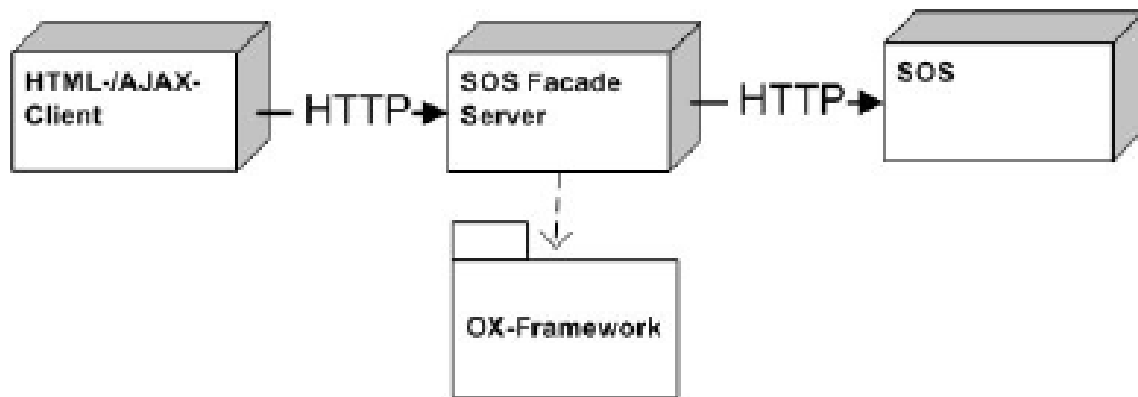 HTML-/AJAX-
Client
HTTP
SOS Facade
Server
HTTP
SOS
OX-Framework